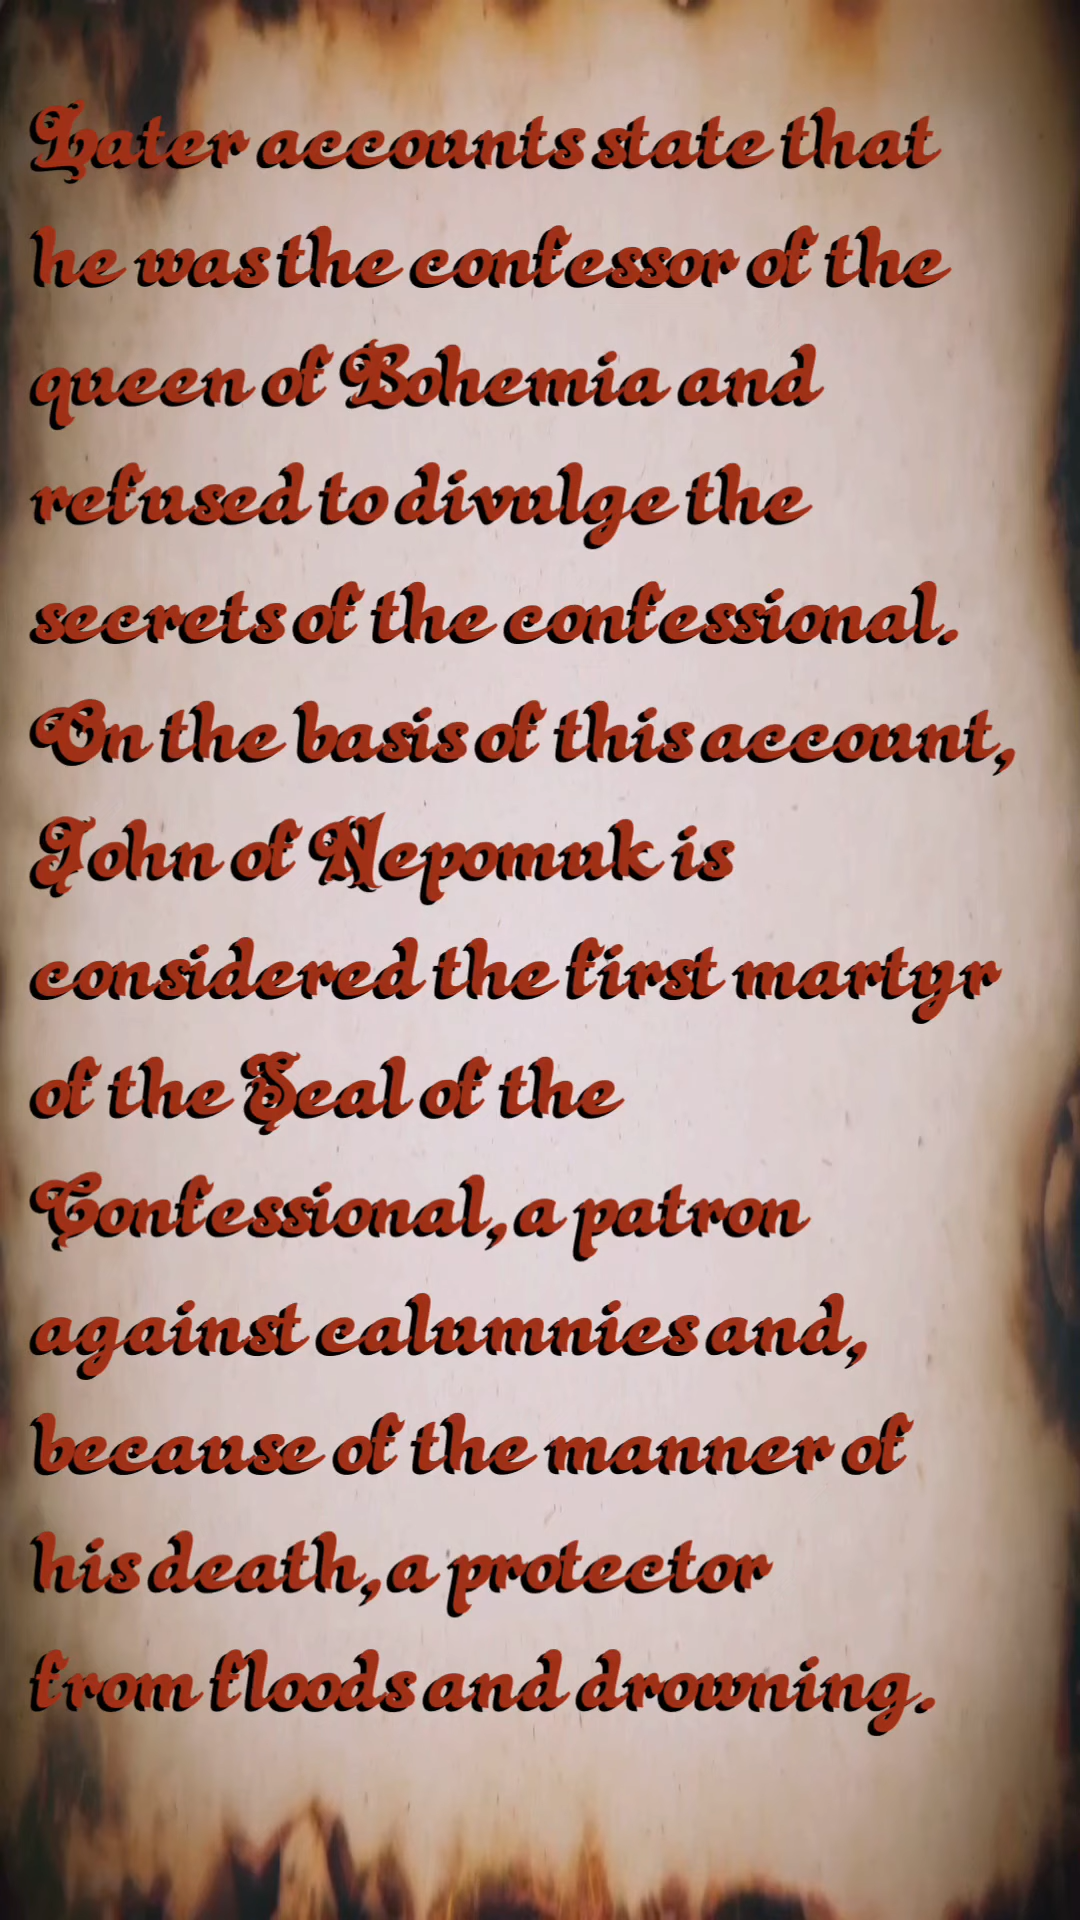 Later accounts state that
he was the confessor of the
queen of Bohemia and
refused to divulge the
secrets of the confessional.
On the basis of this account,
John of Nepomuk is
considered the first martyr
of the Seal of the
Confessional, a patron
against calumnies and,
because of the manner of
his death, a protector
from floods and drowning.